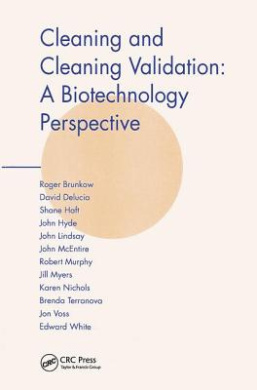 Cleaning and
Cleaning Validation:
A Biotechnology
Perspective
Roger Brunkow
David Delucia
Shane Haft
John Hyde
John Lindsay
John McEntire
Robert Murphy
Jill Myers
Karen Nichols
Brenda Terranova
Jon Voss
Edward White
CRC Press
Taylor & Francis Group